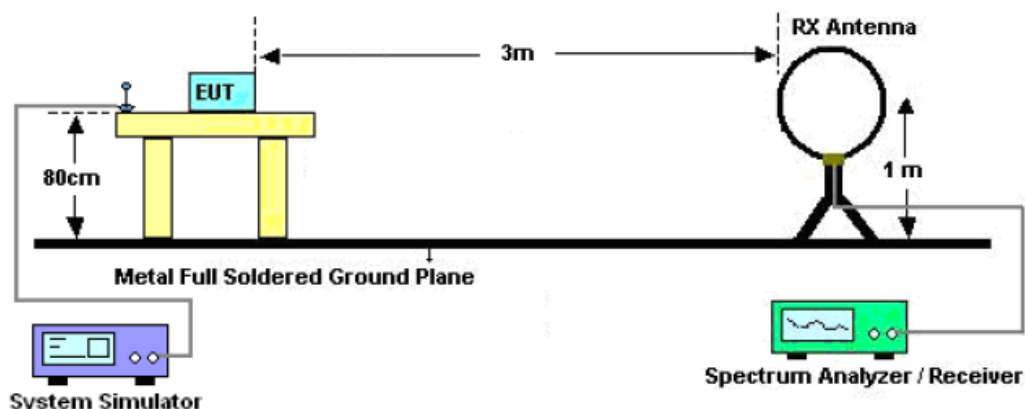 RX Antenna
3m
EUT
80cm
1 m
Metal Full Soldered Ground Plane
Spectrum Analyzer / Receiver
System Simulator